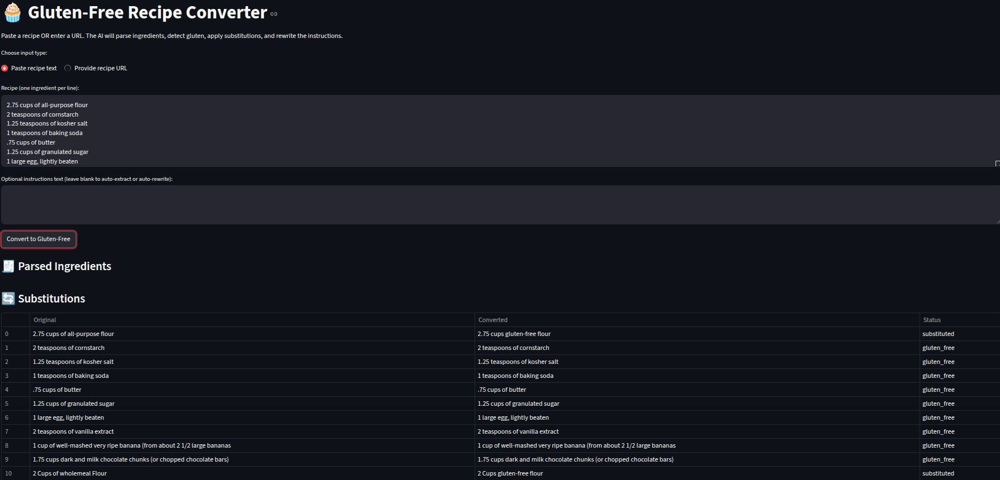 Gluten-Free Recipe Converter
Paste a recipe OR enter a URL. The AI will parse ingredients, detect gluten, apply substitutions, and rewrite the instructions.
Choose input type:
Paste recipe text Provide recipe URL
Recipe (one ingredient per line):
2.75 cups of all-purpose flour
2 teaspoons of cornstarch
1.25 teaspoons of kosher salt
1 teaspoons of baking soda
.75 cups of butter
1.25 cups of granulated sugar
1 large egg, lightly beaten
Optional instructions text (leave blank to auto-extract or auto-rewrite):
Convert to Gluten-Free
Parsed Ingredients
Substitutions
Original Converted Status
0 2.75 cups of all-purpose flour 2.75 cups gluten-free flour substituted
1 2 teaspoons of cornstarch 2 teaspoons of cornstarch gluten_free
2 1.25 teaspoons of kosher salt 1.25 teaspoons of kosher salt gluten_free
3 1 teaspoons of baking soda 1 teaspoons of baking soda gluten_free
4 .75 cups of butter .75 cups of butter gluten_free
5 1.25 cups of granulated sugar 1.25 cups of granulated sugar gluten_free
6 1 large egg, lightly beaten 1 large egg, lightly beaten gluten_free
7 2 teaspoons of vanilla extract 2 teaspoons of vanilla extract gluten_free
8 1 cup of well-mashed very ripe banana (from about 2 1/2 large bananas 1 cup of well-mashed very ripe banana (from about 2 1/2 large bananas gluten_free
9 1.75 cups dark and milk chocolate chunks (or chopped chocolate bars) 1.75 cups dark and milk chocolate chunks (or chopped chocolate bars) gluten_free
10 2 Cups of wholemeal Flour 2 Cups gluten-free flour substituted